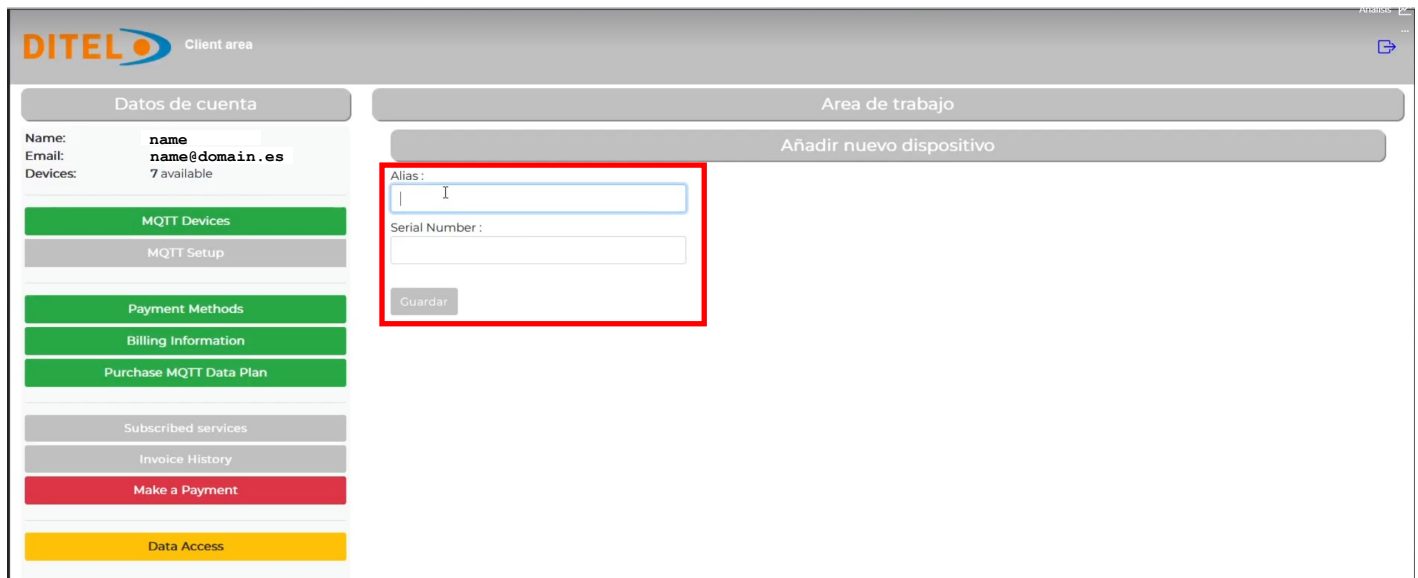 Analisis
...
DITEL
Client area
Datos de cuenta
Name: name
Email: name@domain.es
Devices: 7 available
MQTT Devices
MQTT Setup
Payment Methods
Billing Information
Purchase MQTT Data Plan
Subscribed services
Invoice History
Make a Payment
Data Access
Area de trabajo
Añadir nuevo dispositivo
Alias :
Serial Number :
Guardar